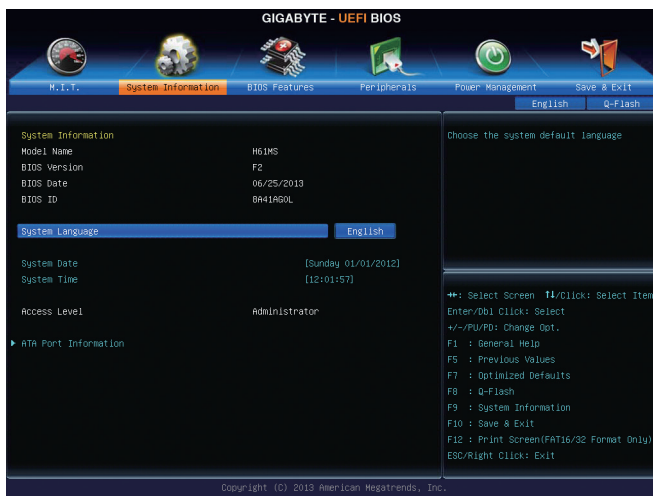 GIGABYTE - UEFI BIOS
M.I.T.
System Information
BIOS Features
Peripherals
Power Management
Save & Exit
English
Q-Flash
System Information
Model Name H61MS
BIOS Version F2
BIOS Date 06/25/2013
BIOS ID 8A41AG0L
System Language English
System Date [Sunday 01/01/2012]
System Time [12:01:57]
Access Level Administrator
ATA Port Information
Choose the system default language
→←: Select Screen ↑↓/Click: Select Item
Enter/Dbl Click: Select
+/-/PU/PD: Change Opt.
F1 : General Help
F5 : Previous Values
F7 : Optimized Defaults
F8 : Q-Flash
F9 : System Information
F10 : Save & Exit
F12 : Print Screen(FAT16/32 Format Only)
ESC/Right Click: Exit
Copyright (C) 2013 American Megatrends, Inc.